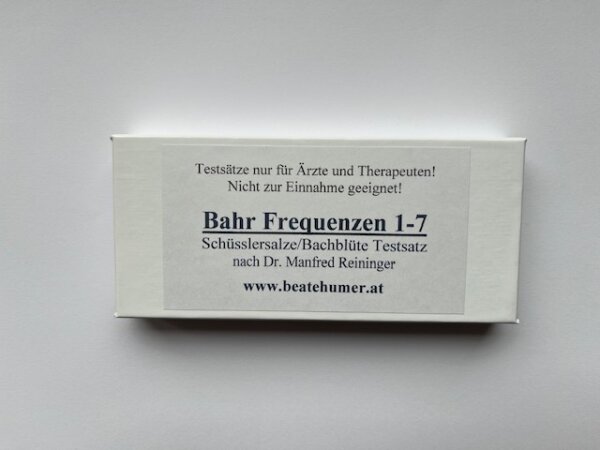 Testsätze nur für Ärzte und Therapeuten!
Nicht zur Einnahme geeignet!
Bahr Frequenzen 1-7
Schüsslersalze/Bachblüte Testsatz
nach Dr. Manfred Reininger
www.beatehumer.at